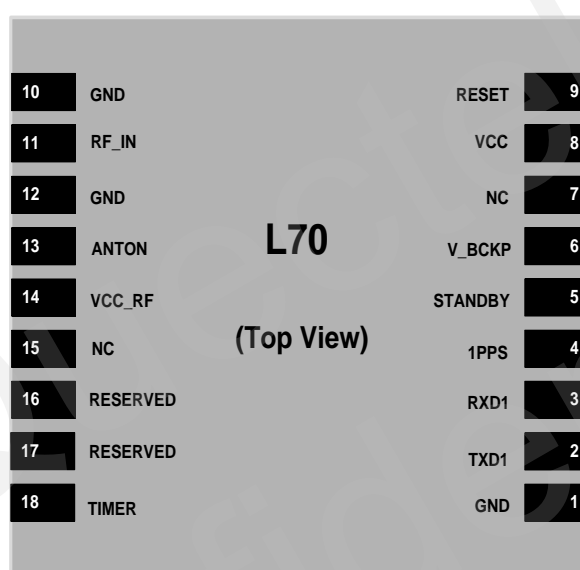 10 GND RESET 9
11 RF_IN VCC 8
12 GND NC 7
L70
13 ANTON V_BCKP 6
14 VCC_RF STANDBY 5
(Top View)
15 NC 1PPS 4
16 RESERVED RXD1 3
17 RESERVED TXD1 2
18 TIMER GND 1